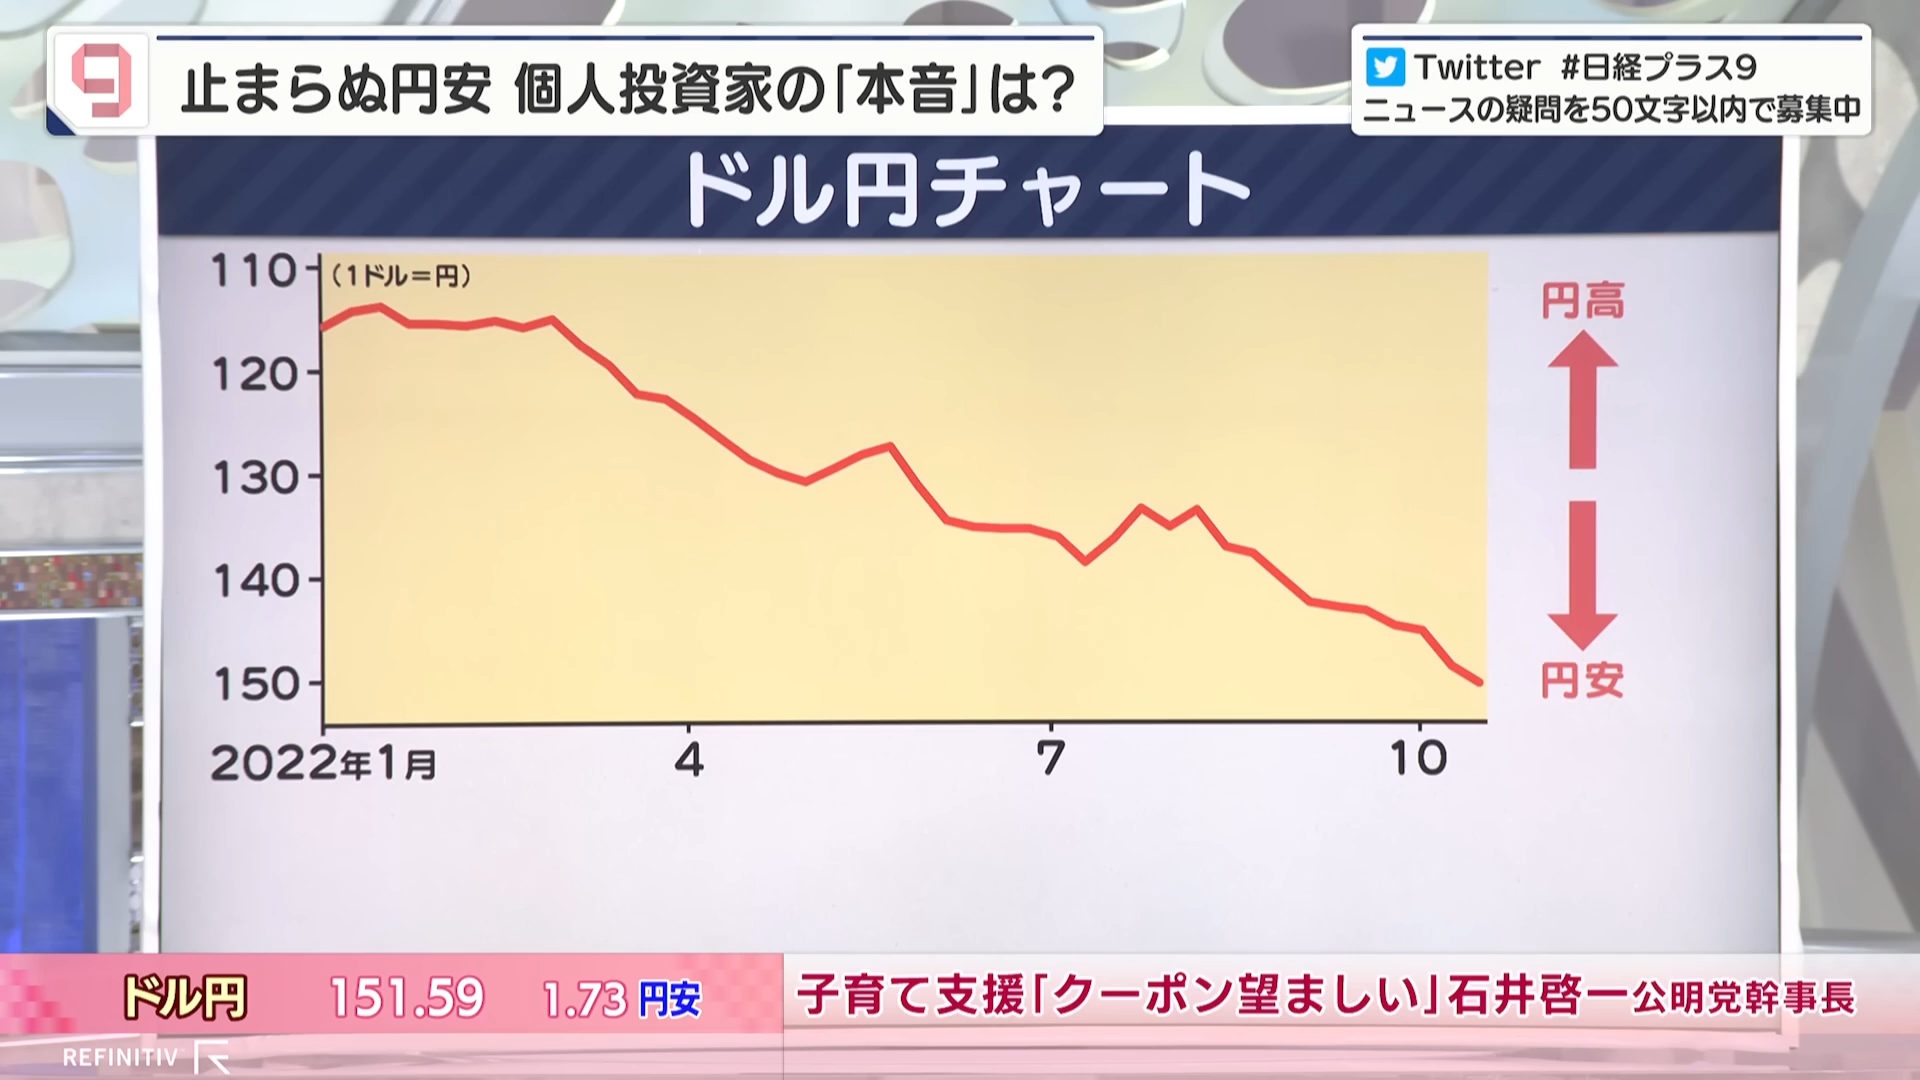 9
止まらぬ円安 個人投資家の「本音」は?
Twitter #日経プラス9
ニュースの疑問を50文字以内で募集中
ドル円チャート
(1ドル=円)
110
120
130
140
150
2022年1月
4
7
10
円高
円安
ドル円 151.59 1.73 円安
子育て支援「クーポン望ましい」石井啓一公明党幹事長
REFINITIV